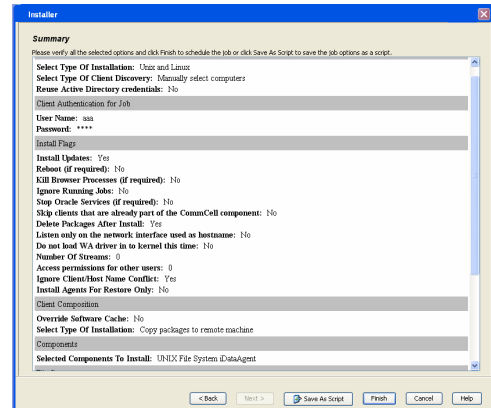 Installer
Summary
Please verify all the selected options and click Finish to schedule the job or click Save As Script to save the job options as a script.
Select Type Of Installation: Unix and Linux
Select Type Of Client Discovery: Manually select computers
Reuse Active Directory credentials: No
Client Authentication for Job
User Name: aaa
Password: ****
Install Flags
Install Updates: Yes
Reboot (if required): No
Kill Browser Processes (if required): No
Ignore Running Jobs: No
Stop Oracle Services (if required): No
Skip clients that are already part of the CommCell component: No
Delete Packages After Install: Yes
Listen only on the network interface used as hostname: No
Do not load WA driver in to kernel this time: No
Number Of Streams: 0
Access permissions for other users: 0
Ignore Client/Host Name Conflict: Yes
Install Agents For Restore Only: No
Client Composition
Override Software Cache: No
Select Type Of Installation: Copy packages to remote machine
Components
Selected Components To Install: UNIX File System iDataAgent
< Back Next > Save As Script Finish Cancel Help